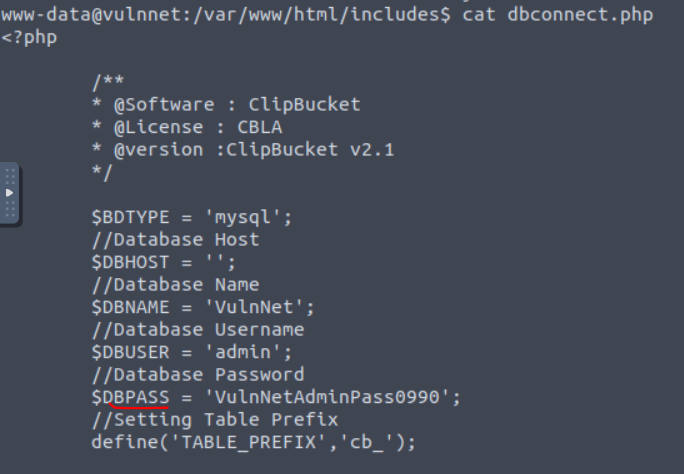 www-data@vulnnet:/var/www/html/includes$ cat dbconnect.php
<?php
/**
* @Software : ClipBucket
* @License : CBLA
* @version :ClipBucket v2.1
*/
$BDTYPE = 'mysql';
//Database Host
$DBHOST = '';
//Database Name
$DBNAME = 'VulnNet';
//Database Username
$DBUSER = 'admin';
//Database Password
$DBPASS = 'VulnNetAdminPass0990';
//Setting Table Prefix
define('TABLE_PREFIX','cb_');